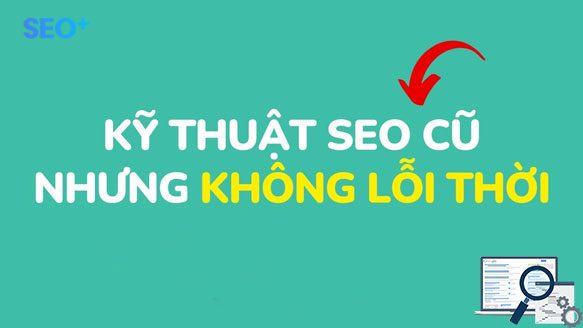 SEO+
KỸ THUẬT SEO CŨ
NHƯNG KHÔNG LỖI THỜI